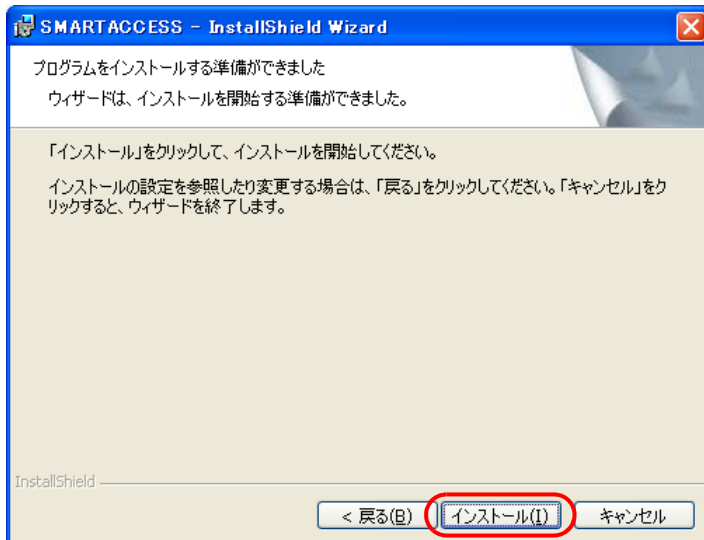 SMARTACCESS - InstallShield Wizard
プログラムをインストールする準備ができました
ウィザードは、インストールを開始する準備ができました。
「インストール」をクリックして、インストールを開始してください。
インストールの設定を参照したり変更する場合は、「戻る」をクリックしてください。「キャンセル」をク
リックすると、ウィザードを終了します。
InstallShield
< 戻る(B) インストール(I) キャンセル